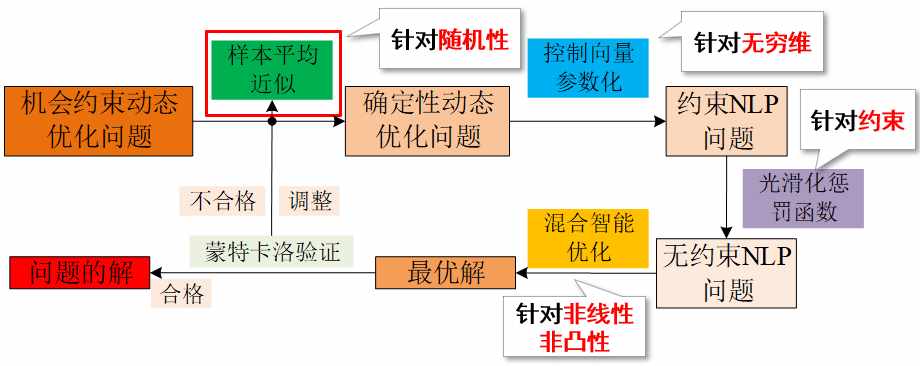 样本平均
近似
针对随机性
控制向量
参数化
针对无穷维
机会约束动态
优化问题
确定性动态
优化问题
约束NLP
问题
针对约束
光滑化惩
罚函数
不合格
调整
蒙特卡洛验证
混合智能
优化
无约束NLP
问题
问题的解
合格
最优解
针对非线性
非凸性